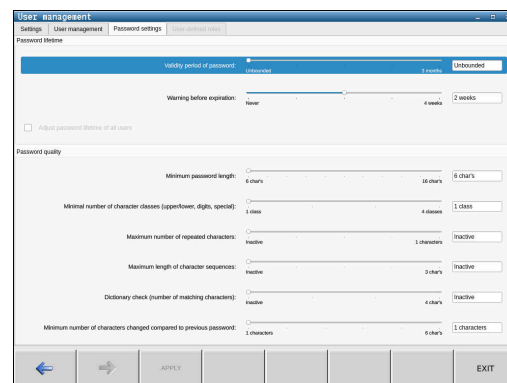 User management
Settings User management Password settings User-defined roles
Password lifetime
Validity period of password: Unbounded 3 months Unbounded
Warning before expiration: Never 4 weeks 2 weeks
Adjust password lifetime of all users
Password quality
Minimum password length: 6 char's 16 char's 6 char's
Minimal number of character classes (upper/lower, digits, special): 1 class 4 classes 1 class
Maximum number of repeated characters: Inactive 1 characters Inactive
Maximum length of character sequences: Inactive 3 char's Inactive
Dictionary check (number of matching characters): Inactive 4 char's Inactive
Minimum number of characters changed compared to previous password: 1 characters 6 char's 1 characters
APPLY EXIT